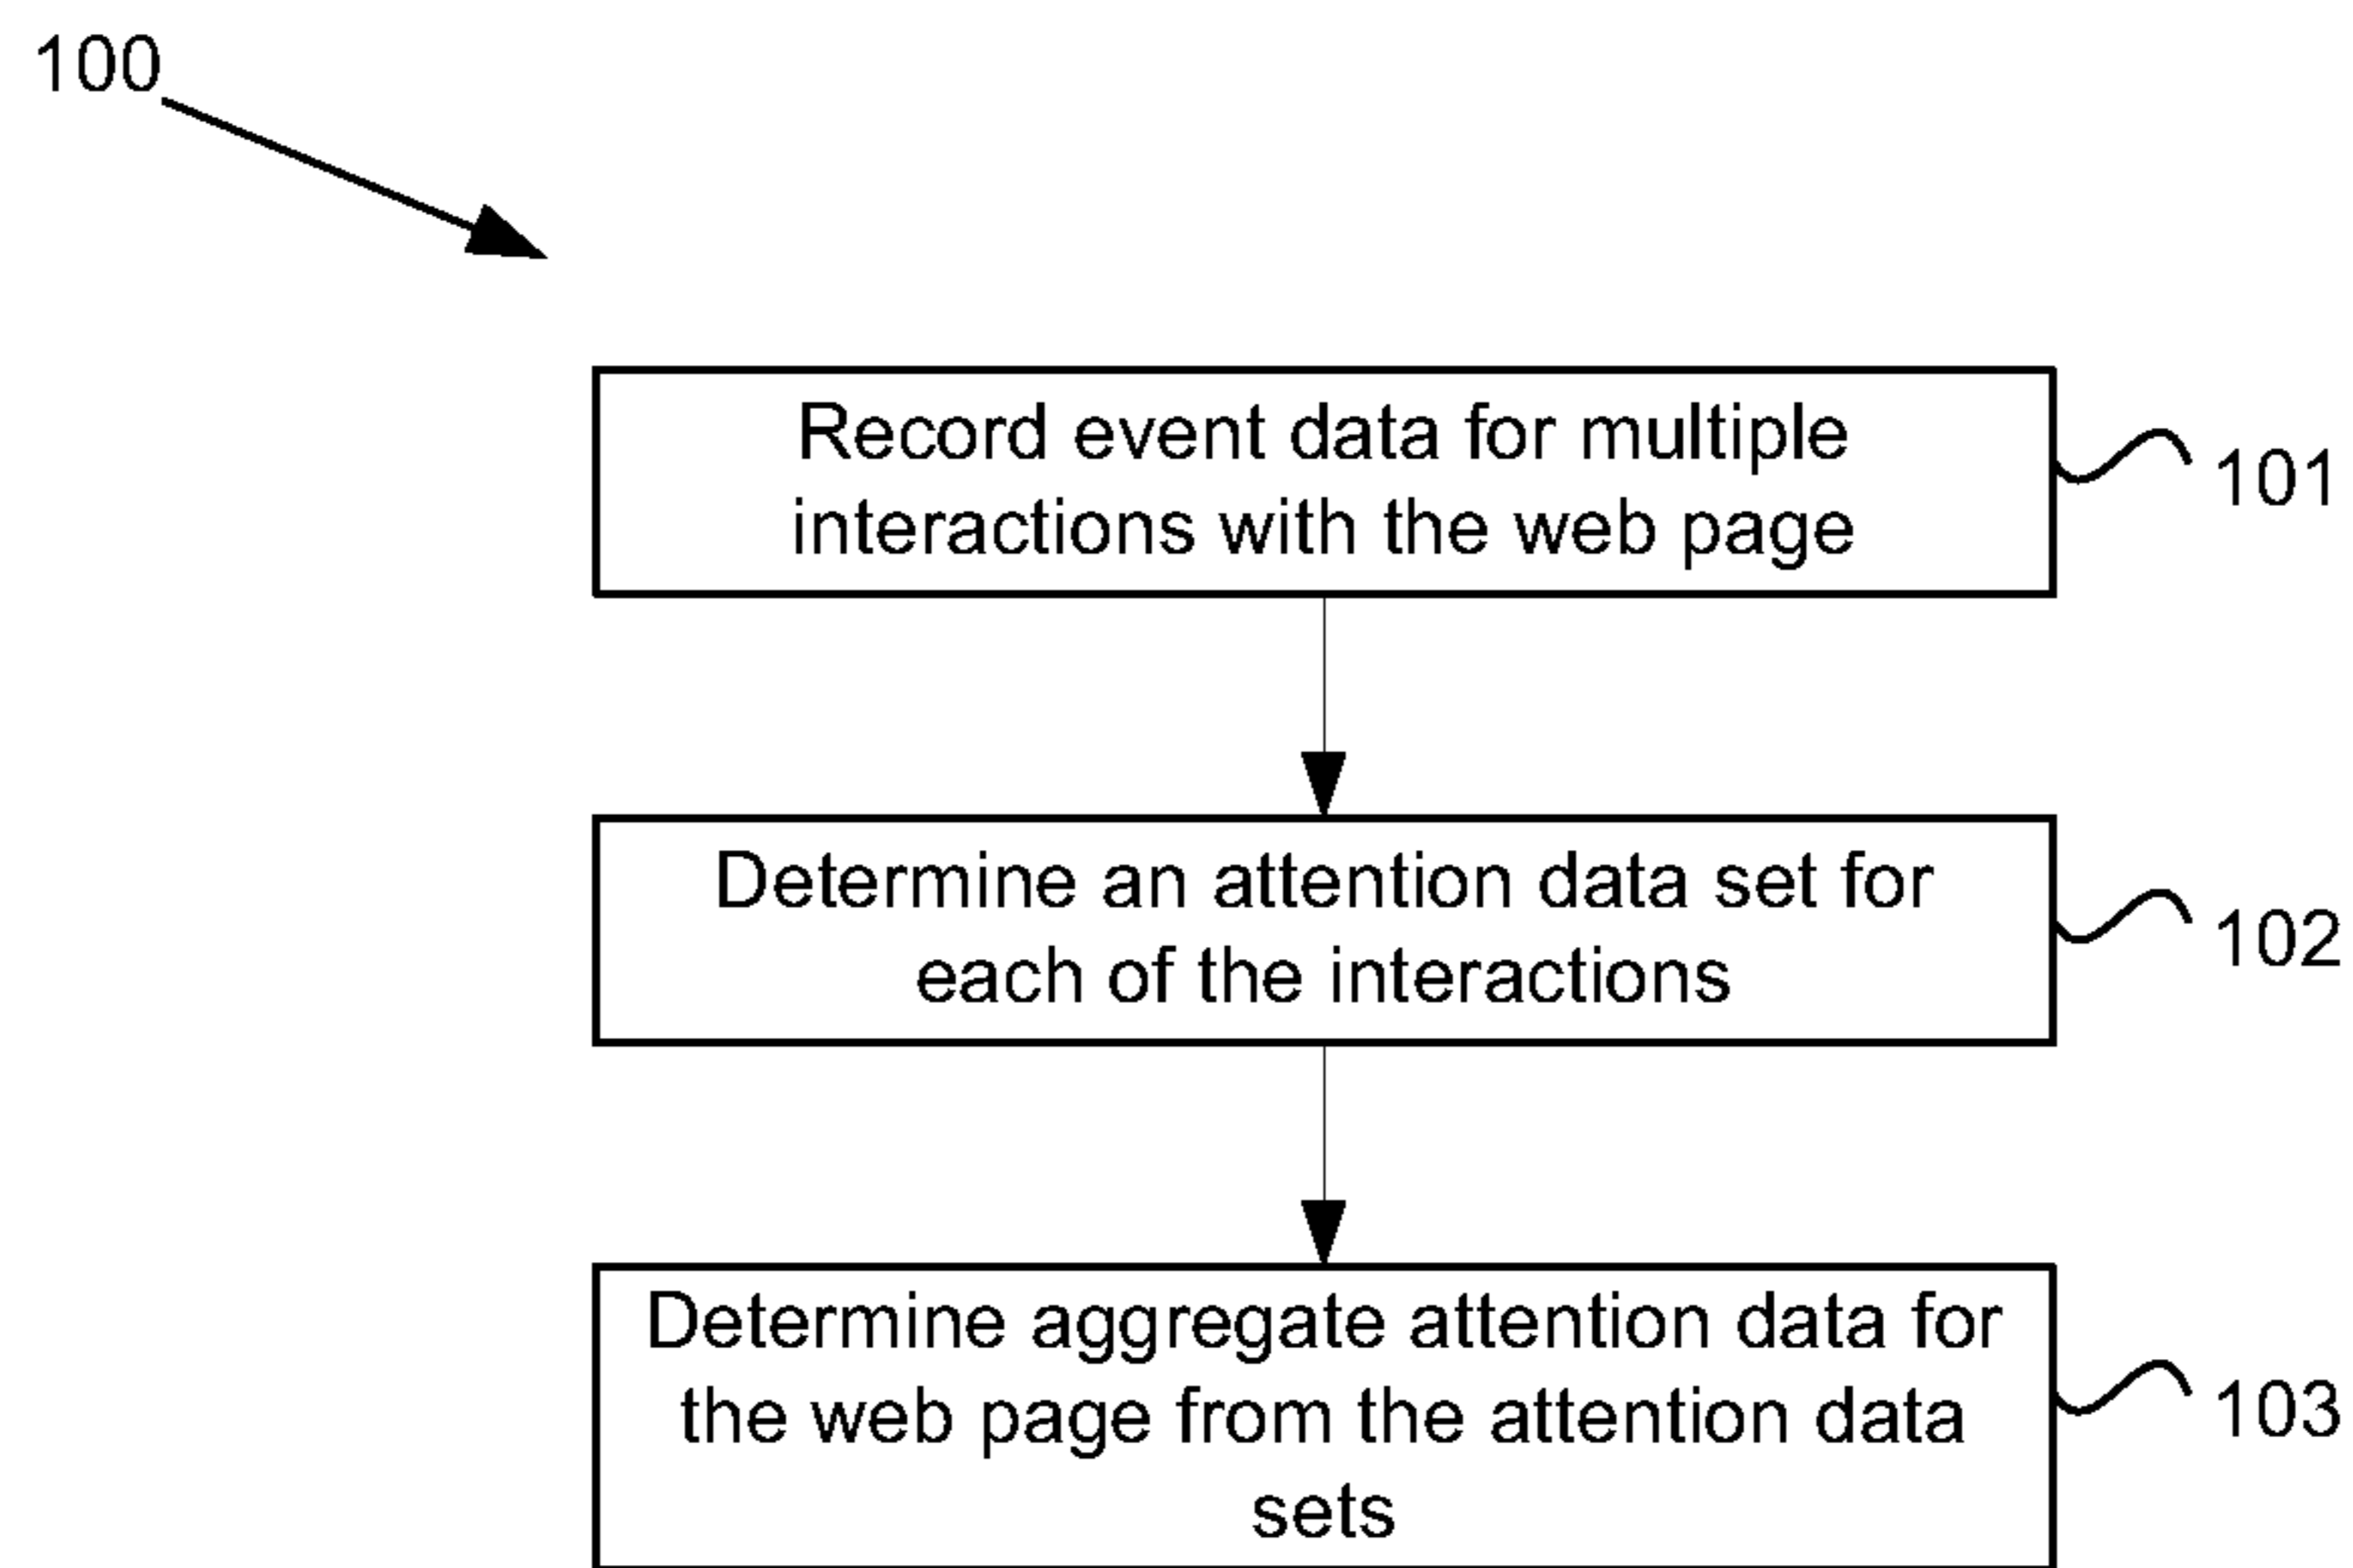 100
Record event data for multiple
interactions with the web page
101
Determine an attention data set for
each of the interactions
102
Determine aggregate attention data for
the web page from the attention data
sets
103